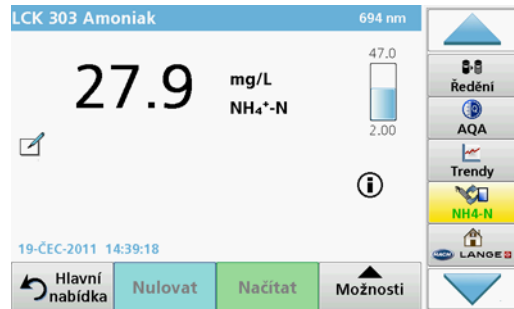 LCK 303 Amoniak 694 nm
47.0
27.9 mg/L
NH₄⁺-N
2.00
19-ČEC-2011 14:39:18
Hlavní
nabídka
Nulovat
Načítat
Možnosti
Ředění
AQA
Trendy
NH4-N
HACH LANGE